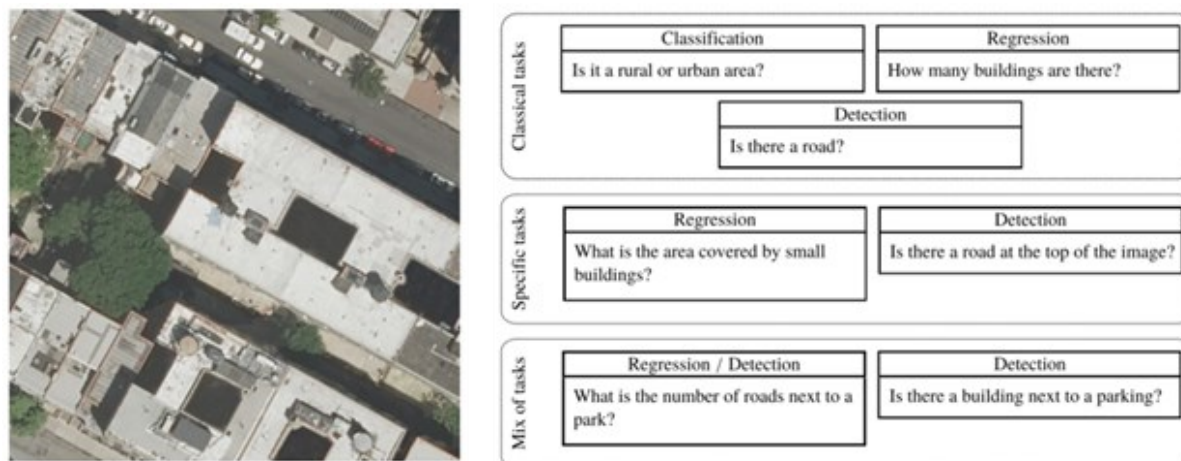 Classical tasks
Classification
Is it a rural or urban area?
Regression
How many buildings are there?
Detection
Is there a road?
Specific tasks
Regression
What is the area covered by small
buildings?
Detection
Is there a road at the top of the image?
Mix of tasks
Regression / Detection
What is the number of roads next to a
park?
Detection
Is there a building next to a parking?